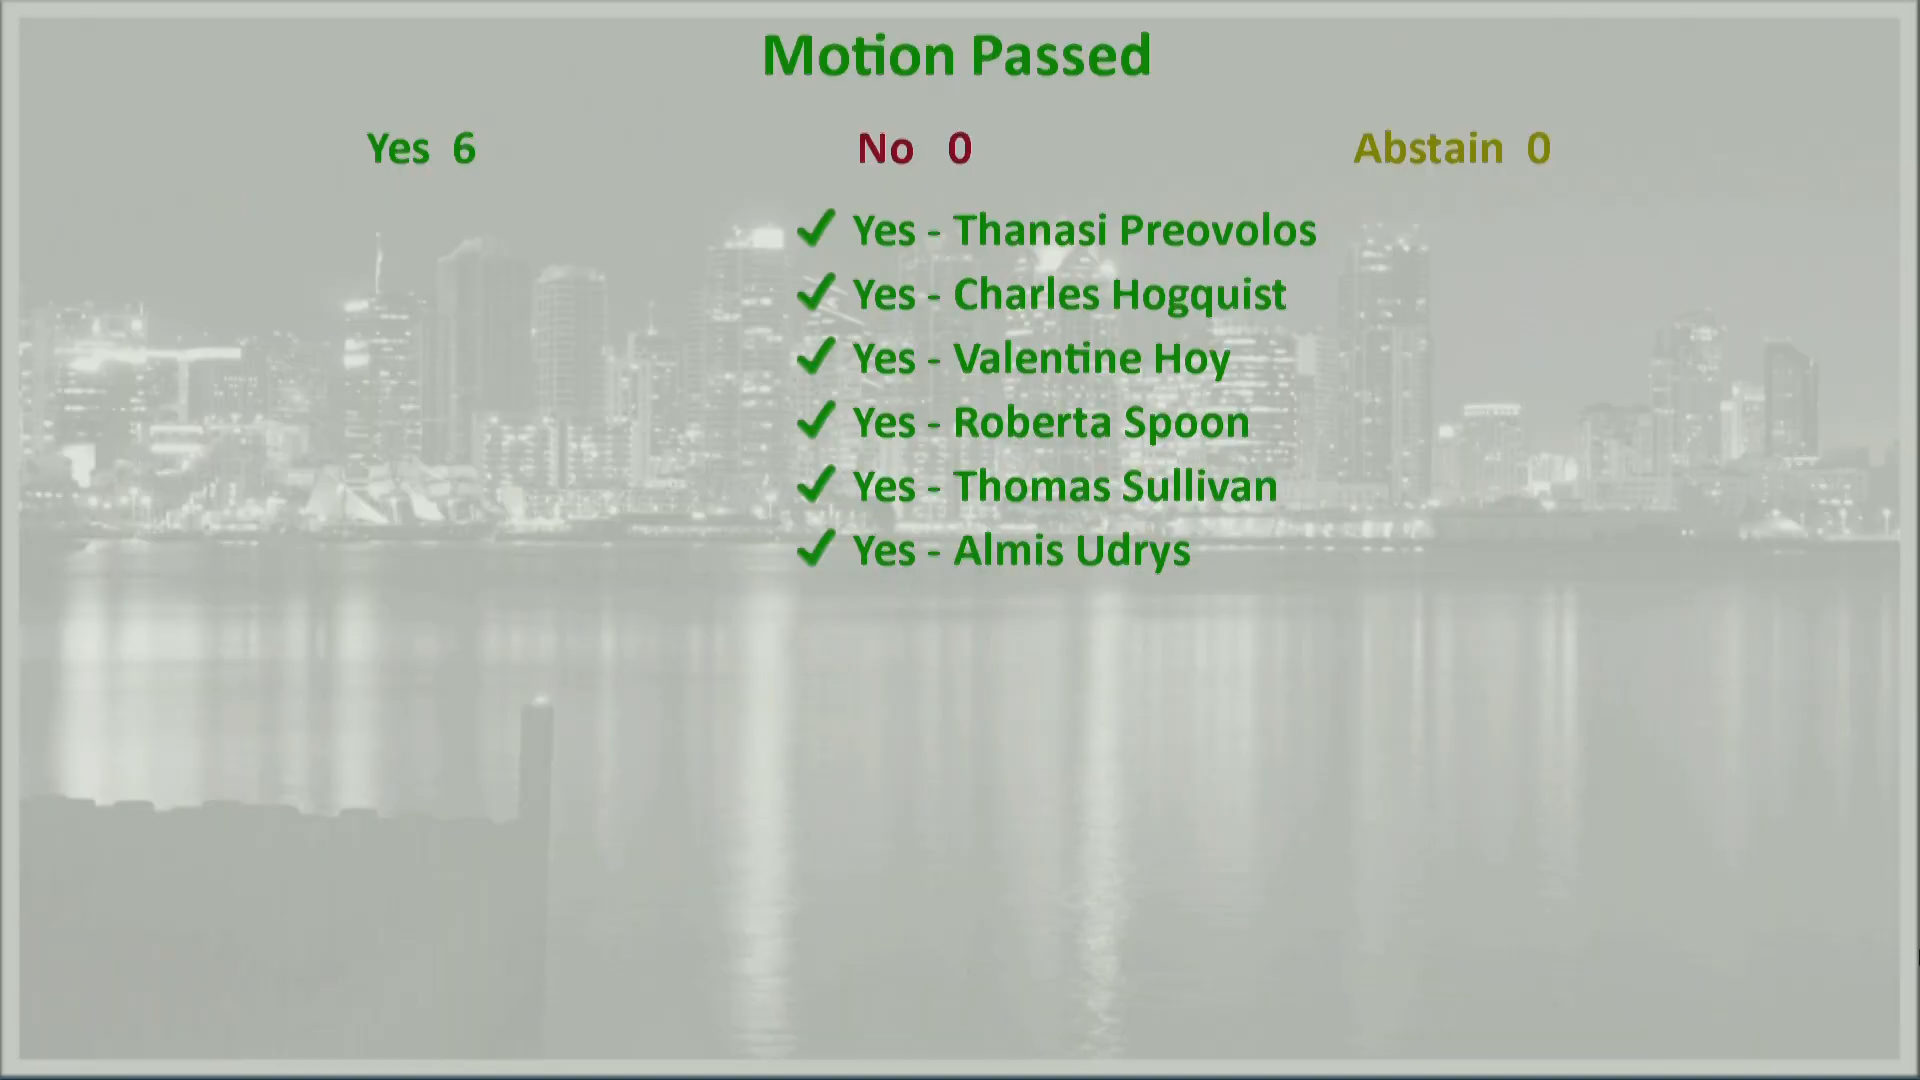 Motion Passed
Yes 6 No 0 Abstain 0
✔ Yes - Thanasi Preovolos
✔ Yes - Charles Hogquist
✔ Yes - Valentine Hoy
✔ Yes - Roberta Spoon
✔ Yes - Thomas Sullivan
✔ Yes - Almis Udrys